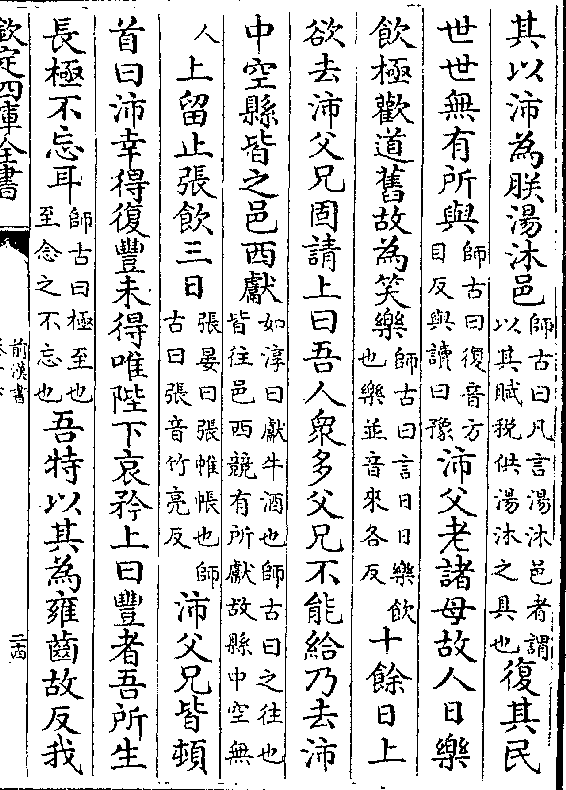 其以沛為朕湯沐邑師古曰凡言湯沐邑者謂以其賦稅供湯沐之具也復其民
世世無有所與師古曰復音方目反與讀曰豫沛父老諸母故人日樂
飲極歡道舊故為笑樂師古曰言日日樂飲也樂並音來各反十餘日上
欲去沛父兄固請上曰吾人衆多父兄不能給乃去沛
中空縣皆之邑西獻如淳曰獻牛酒也師古曰之往也皆往邑西競有所獻故縣中空無
人上留止張飲三日張晏曰張帷帳也師古曰張音竹亮反沛父兄皆頓
首曰沛幸得復豐未得唯陛下哀矜上曰豐者吾所生
長極不忘耳師古曰極至也至念之不忘也吾特以其為雍齒故反我
欽定四庫全書
前漢書
二四